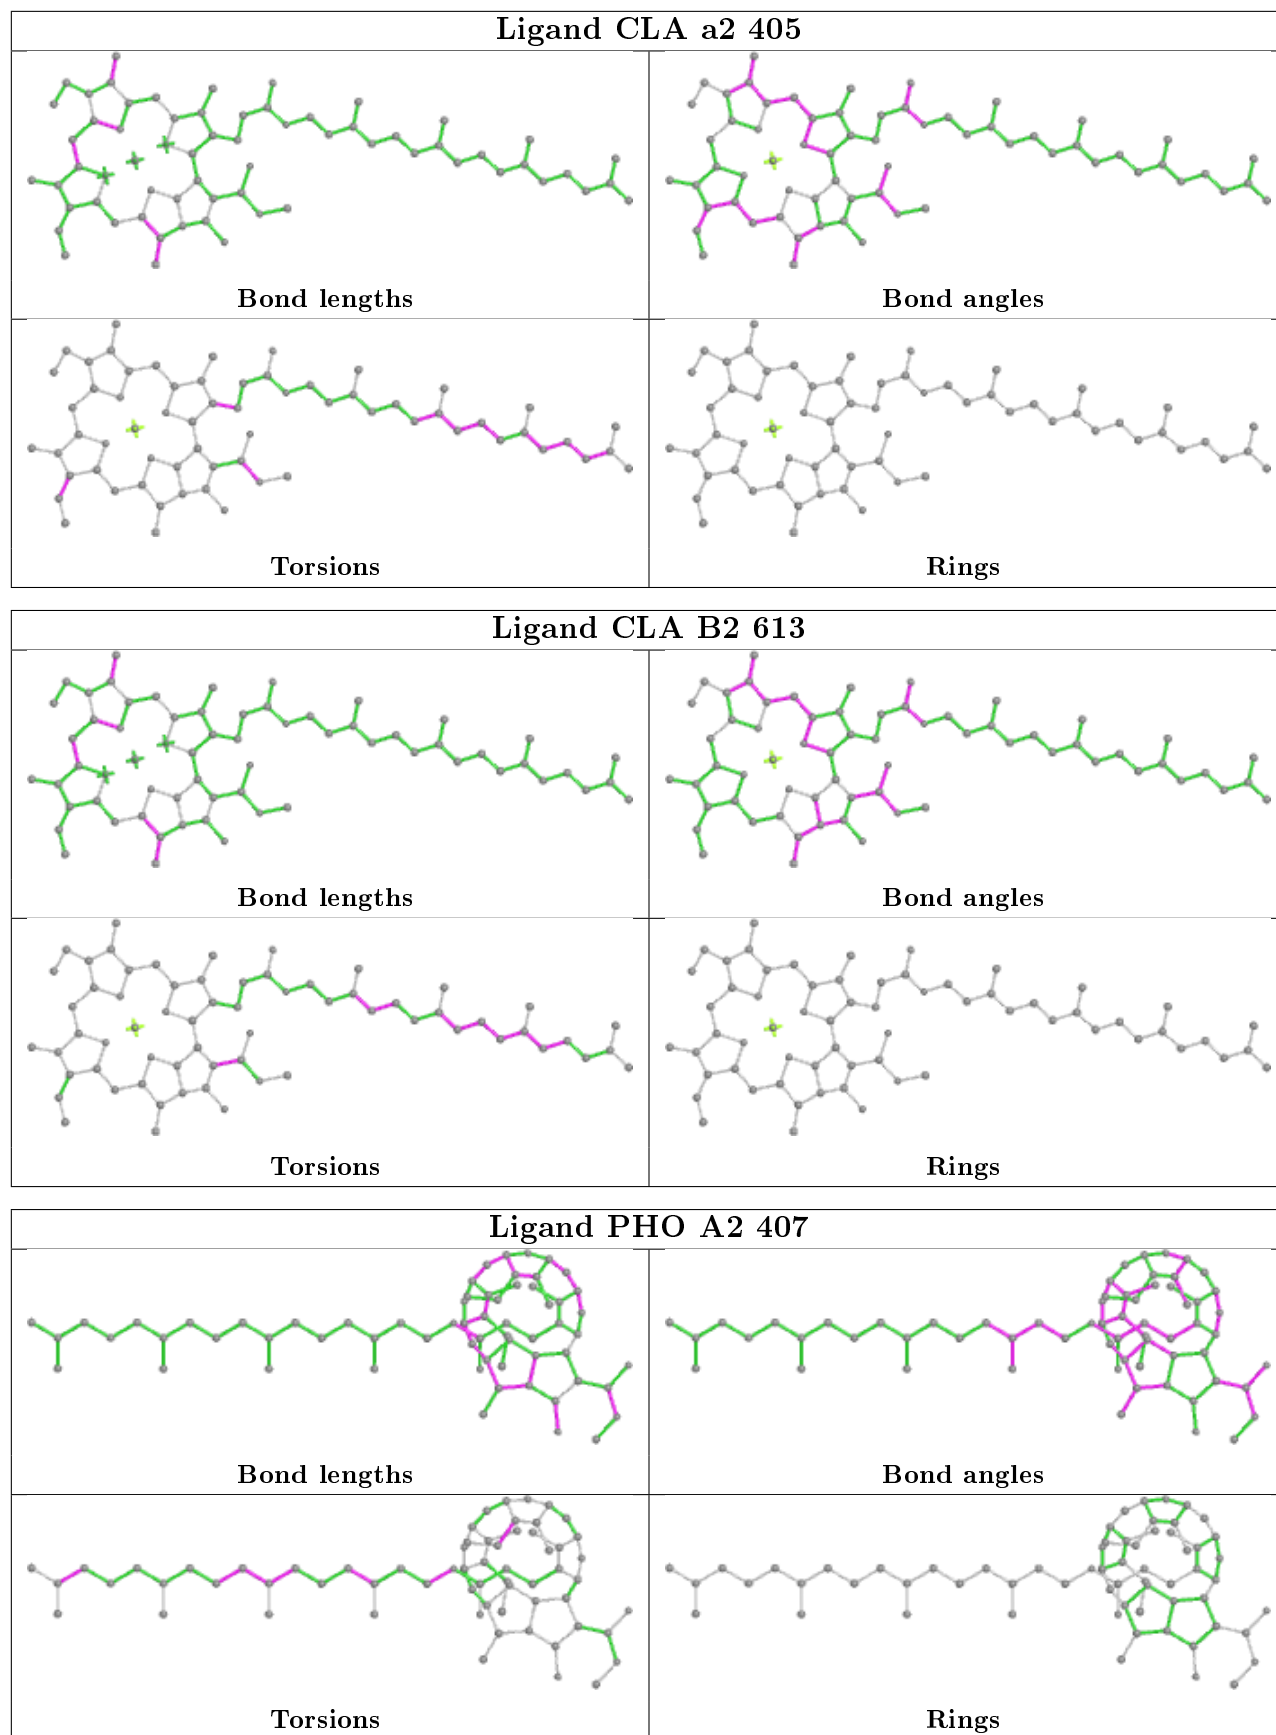 Ligand CLA a2 405
Bond lengths
Bond angles
Torsions
Rings
Ligand CLA B2 613
Bond lengths
Bond angles
Torsions
Rings
Ligand PHO A2 407
Bond lengths
Bond angles
Torsions
Rings